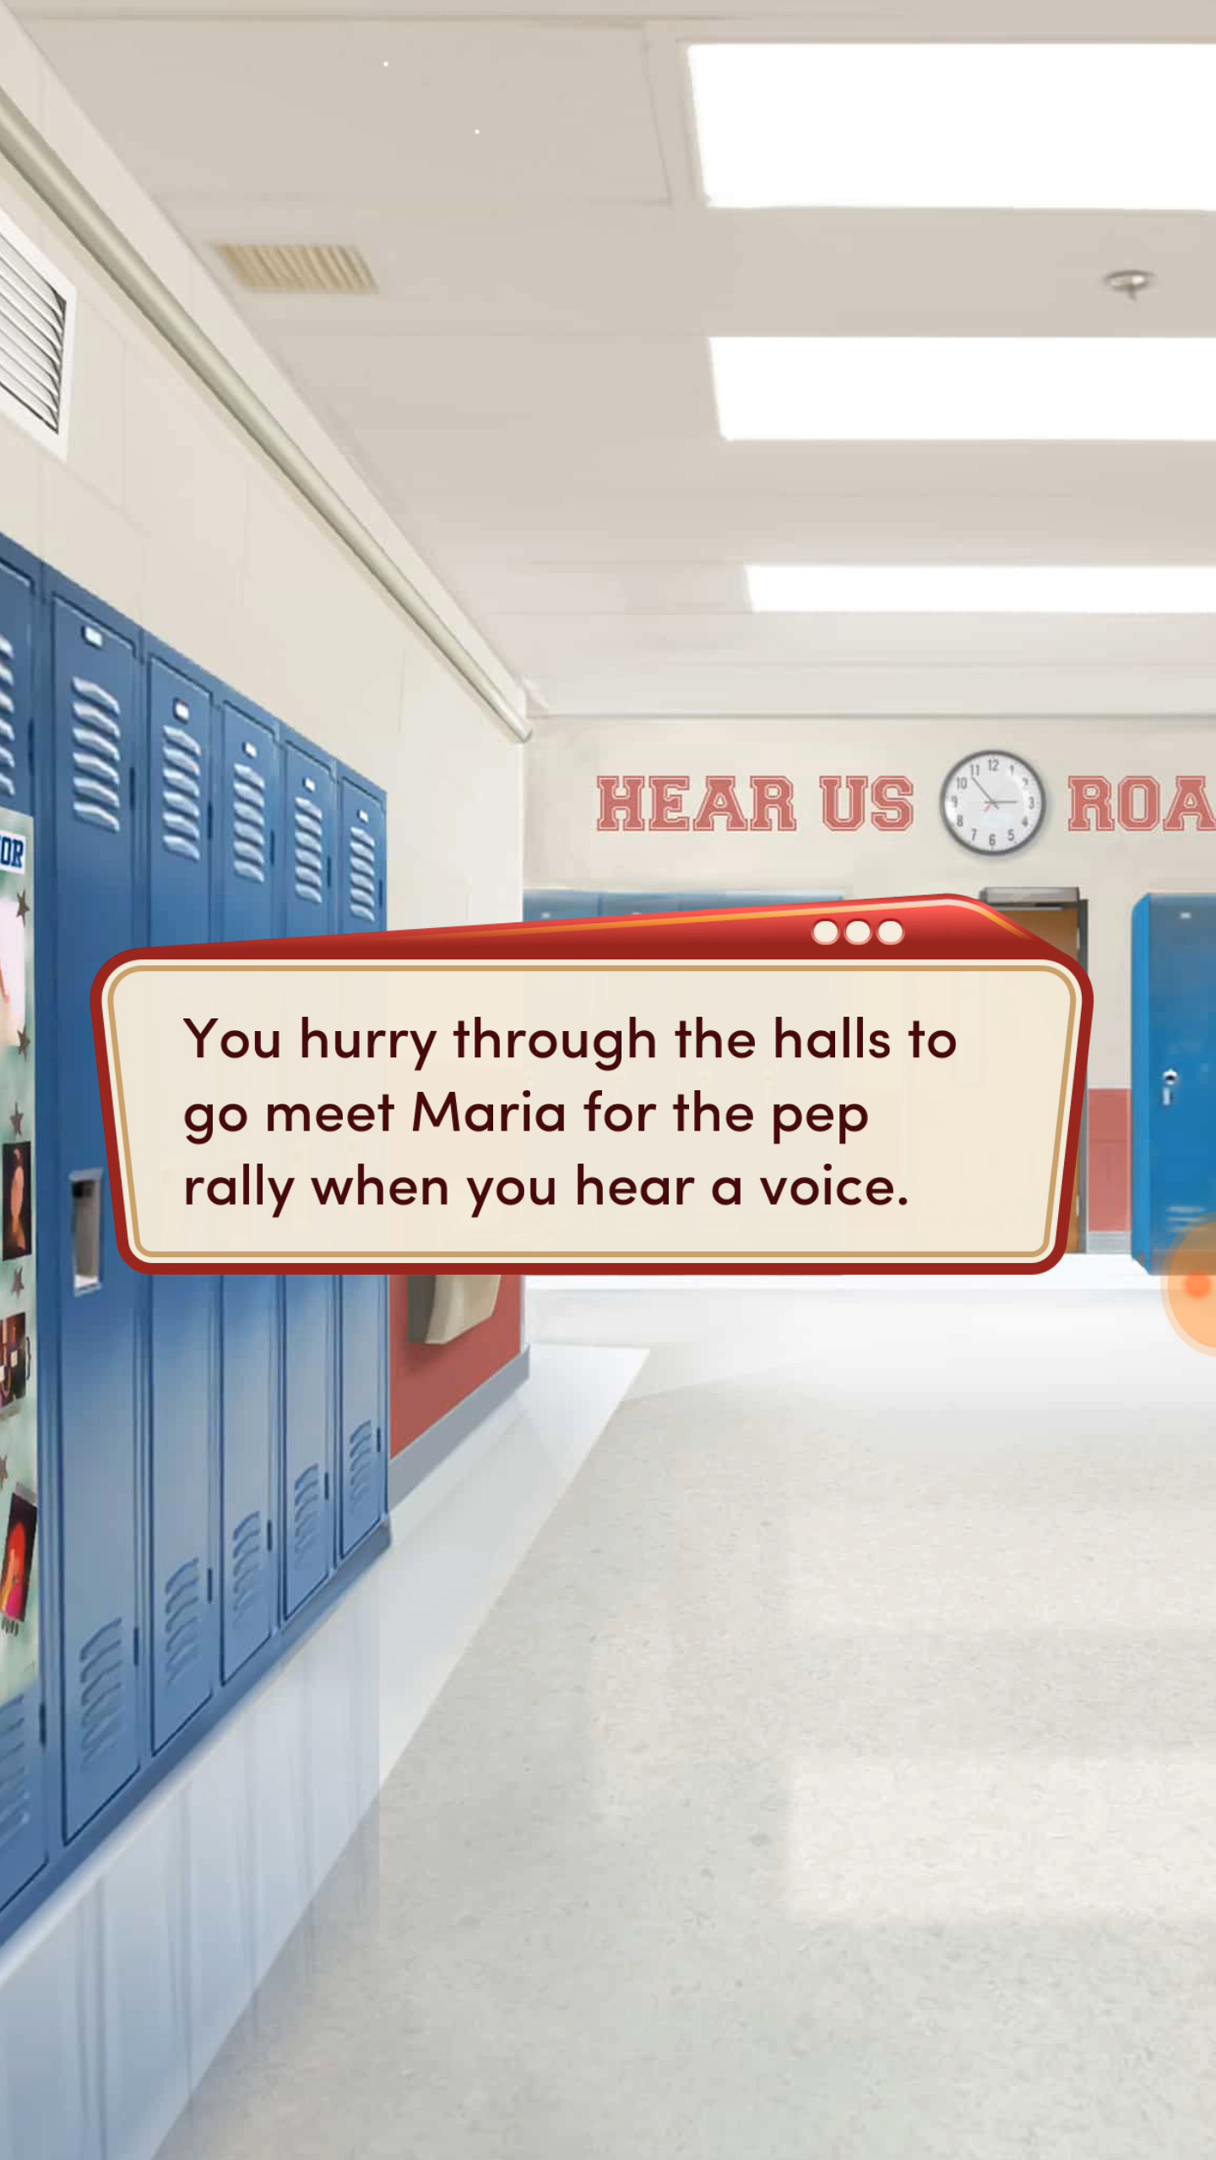 HEAR US ROA
OR
You hurry through the halls to
go meet Maria for the pep
rally when you hear a voice.